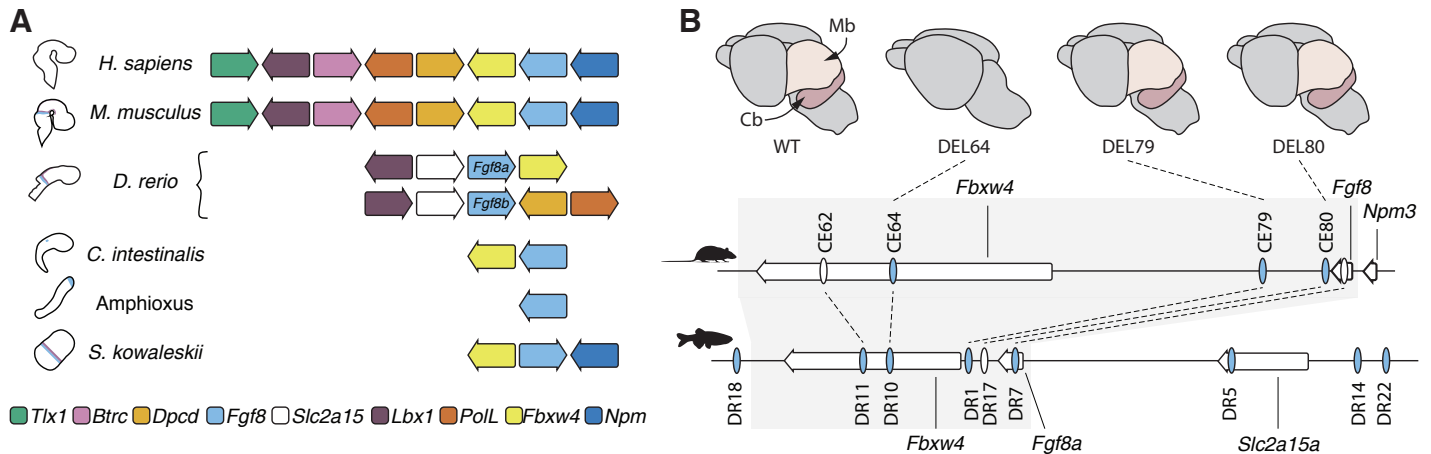 A
H. sapiens
M. musculus
D. rerio
Fgf8a
Fgf8b
C. intestinalis
Amphioxus
S. kowaleskii
Tlx1 Btrc Dpcd Fgf8 Slc2a15 Lbx1 PolL Fbxw4 Npm
B
Mb
Cb
WT DEL64 DEL79 DEL80
Fbxw4 Fgf8
Npm3
CE62 CE64 CE79 CE80
DR18 DR11 DR10 DR1 DR17 DR7 DR5 DR14 DR22
Fbxw4 Fgf8a Slc2a15a